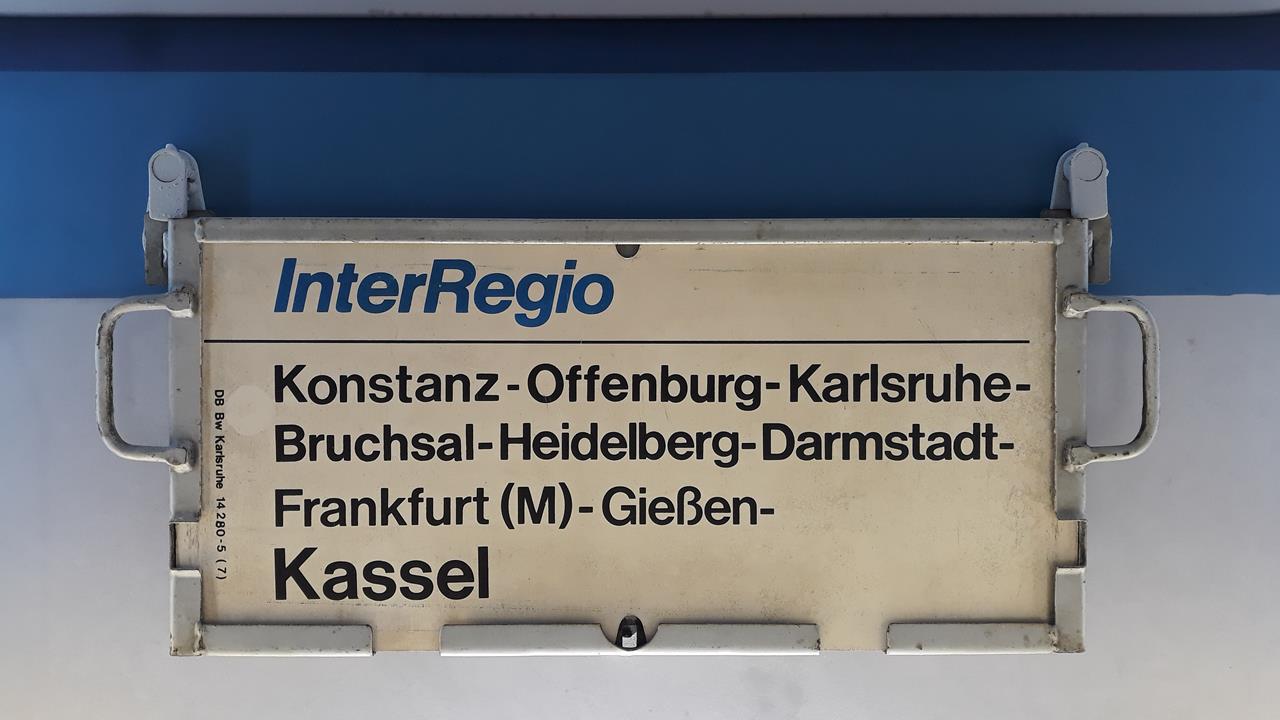 InterRegio
Konstanz-Offenburg-Karlsruhe-
Bruchsal-Heidelberg-Darmstadt-
Frankfurt (M)-Gießen-
Kassel
DB Bw Karlsruhe 14 280-5 (7)